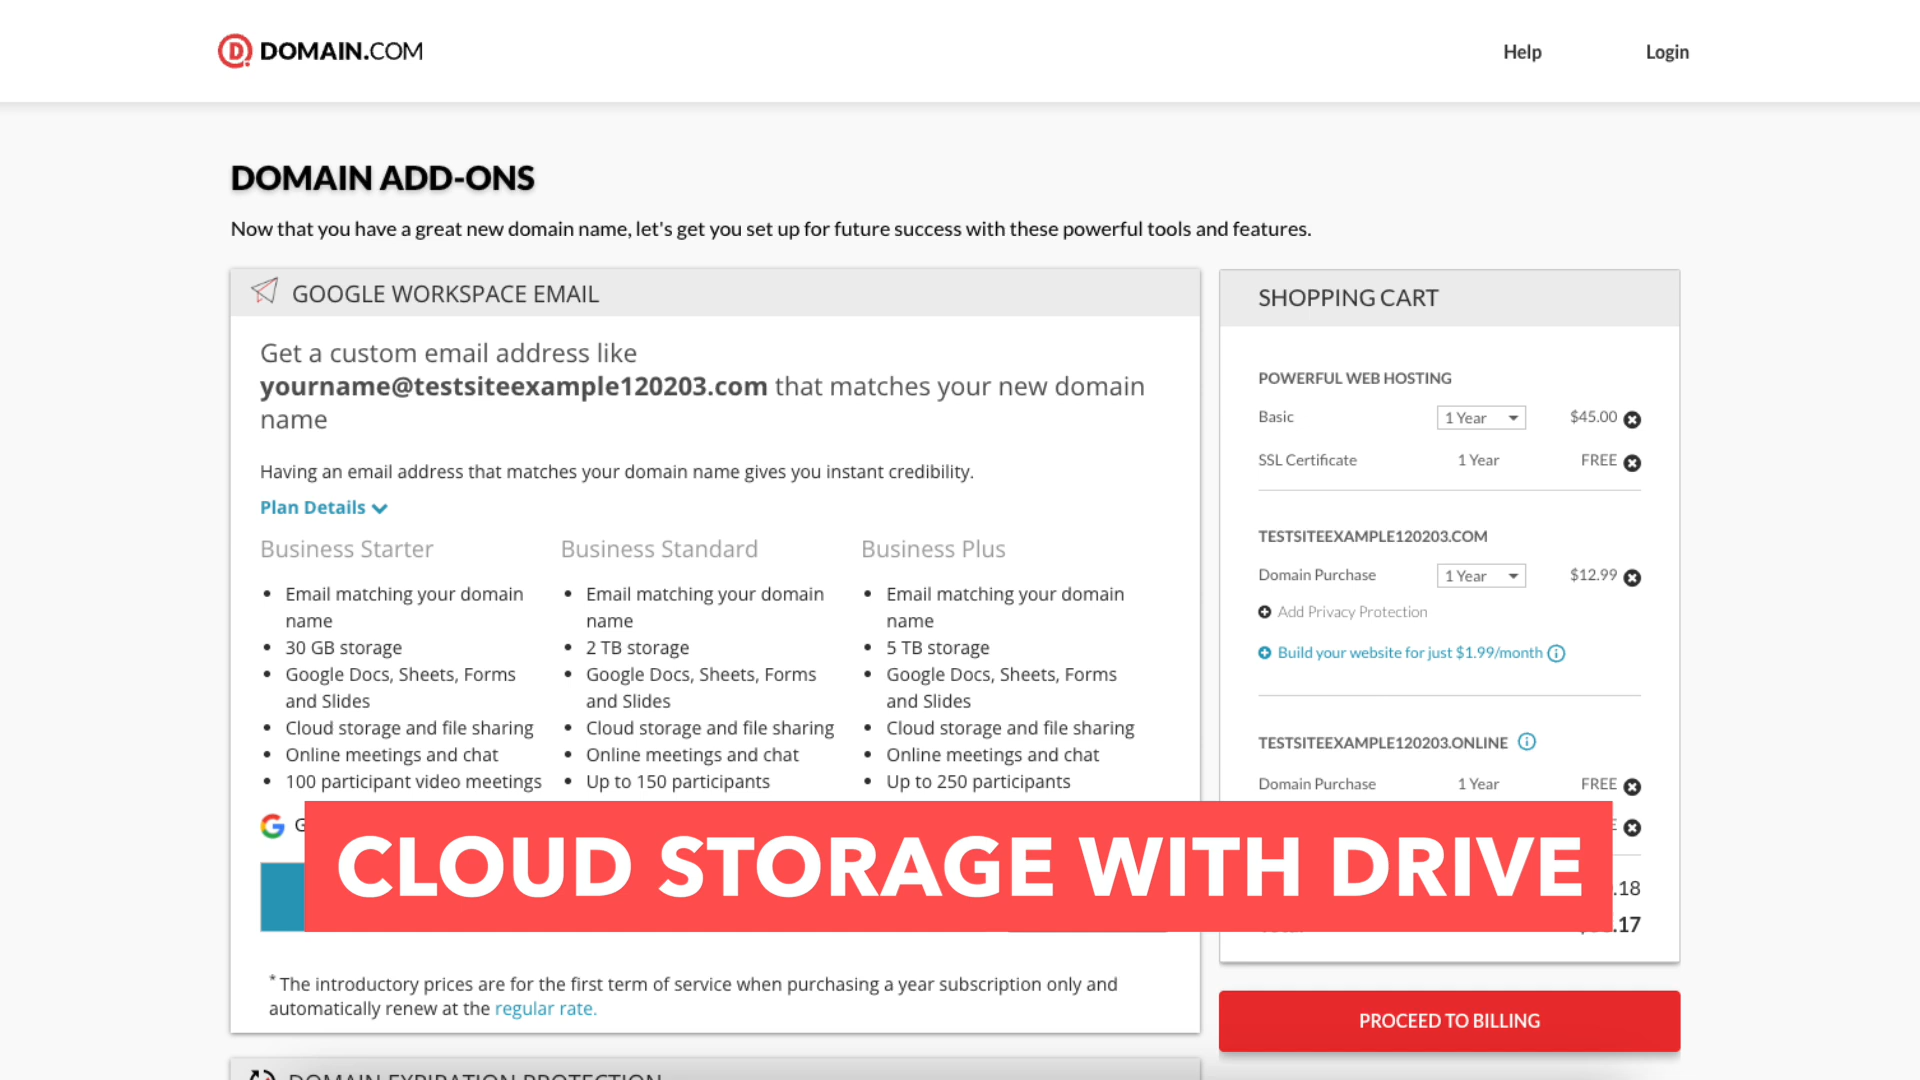 DOMAIN.COM
Help
Login
DOMAIN ADD-ONS
Now that you have a great new domain name, let's get you set up for future success with these powerful tools and features.
GOOGLE WORKSPACE EMAIL
Get a custom email address like
yourname@testsiteexample120203.com that matches your new domain
name
Having an email address that matches your domain name gives you instant credibility.
Plan Details
Business Starter
Email matching your domain
name
30 GB storage
Google Docs, Sheets, Forms
and Slides
Cloud storage and file sharing
Online meetings and chat
100 participant video meetings
Business Standard
Email matching your domain
name
2 TB storage
Google Docs, Sheets, Forms
and Slides
Cloud storage and file sharing
Online meetings and chat
Up to 150 participants
Business Plus
Email matching your domain
name
5 TB storage
Google Docs, Sheets, Forms
and Slides
Cloud storage and file sharing
Online meetings and chat
Up to 250 participants
CLOUD STORAGE WITH DRIVE
* The introductory prices are for the first term of service when purchasing a year subscription only and
automatically renew at the regular rate.
DOMAIN EXPIRATION PROTECTION
SHOPPING CART
POWERFUL WEB HOSTING
Basic 1 Year $45.00
SSL Certificate 1 Year FREE
TESTSITEEXAMPLE120203.COM
Domain Purchase 1 Year $12.99
Add Privacy Protection
Build your website for just $1.99/month
TESTSITEEXAMPLE120203.ONLINE
Domain Purchase 1 Year FREE
.18
.17
PROCEED TO BILLING